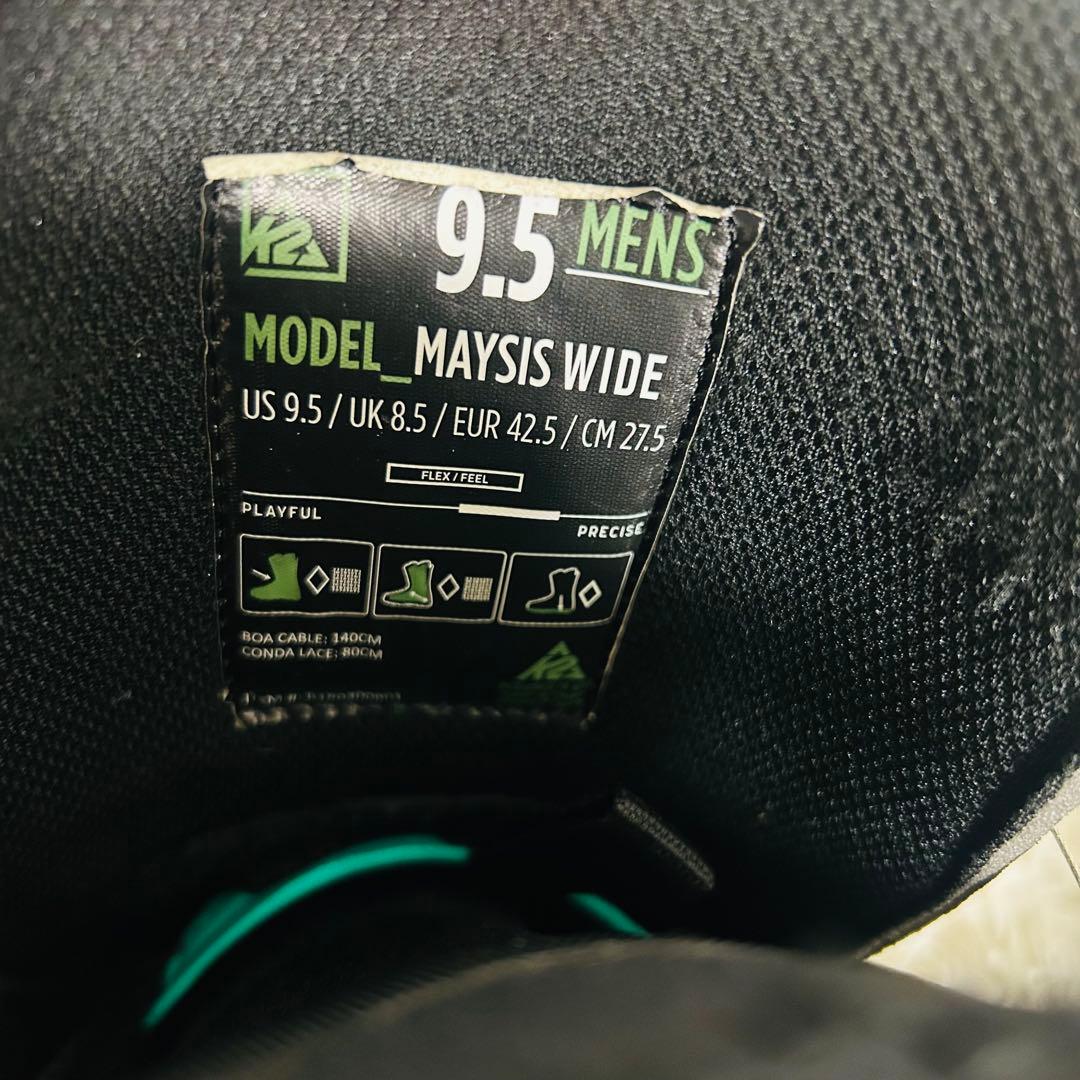 K2
9.5 MENS
MODEL_MAYSIS WIDE
US 9.5 / UK 8.5 / EUR 42.5 / CM 27.5
FLEX / FEEL
PLAYFUL
PRECISE
BOA CABLE: 140CM
CONDA LACE: 80CM
K2